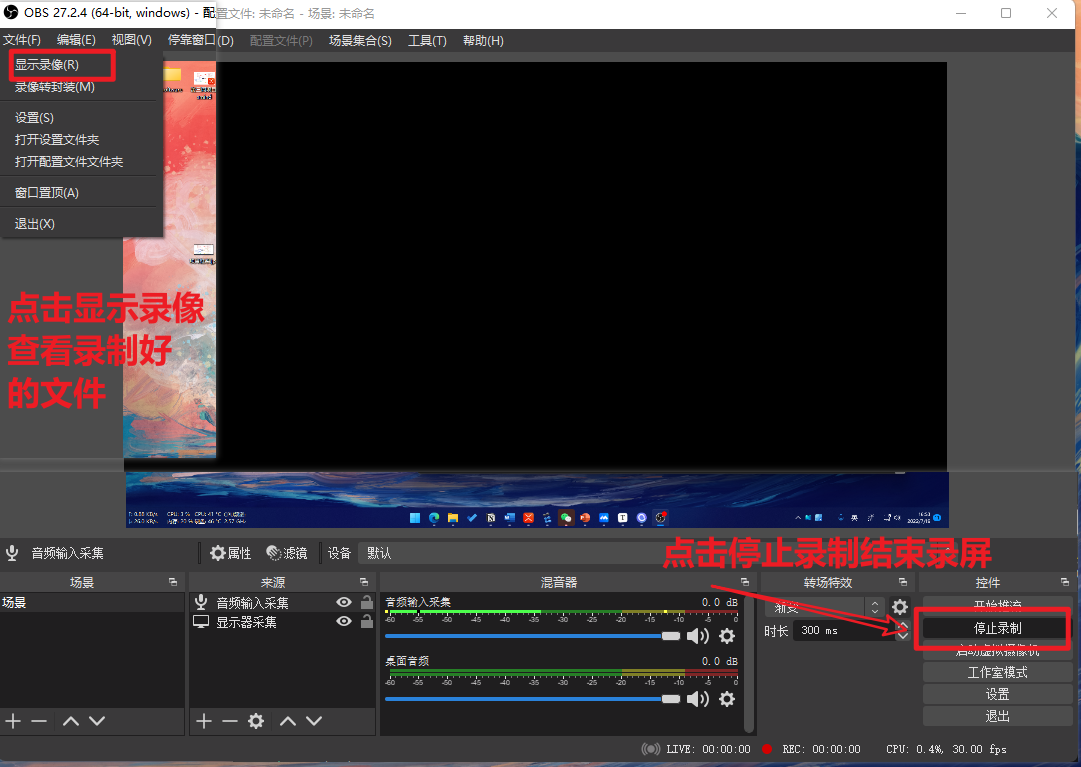 OBS 27.2.4 (64-bit, windows) - 配置文件: 未命名 - 场景: 未命名
文件(F) 编辑(E) 视图(V) 停靠窗口(D) 配置文件(P) 场景集合(S) 工具(T) 帮助(H)
显示录像(R)
录像转封装(M)
设置(S)
打开设置文件夹
打开配置文件文件夹
窗口置顶(A)
退出(X)
点击显示录像
查看录制好
的文件
点击停止录制结束录屏
音频输入采集 属性 滤镜 设备 默认
场景 来源 混音器 转场特效 控件
场景
音频输入采集
显示器采集
音频输入采集 0.0 dB
-60 -55 -50 -45 -40 -35 -30 -25 -20 -15 -10 -5 0
桌面音频 0.0 dB
-60 -55 -50 -45 -40 -35 -30 -25 -20 -15 -10 -5 0
渐变
时长 300 ms
开始推流
停止录制
启动虚拟摄像机
工作室模式
设置
退出
LIVE: 00:00:00 REC: 00:00:00 CPU: 0.4%, 30.00 fps